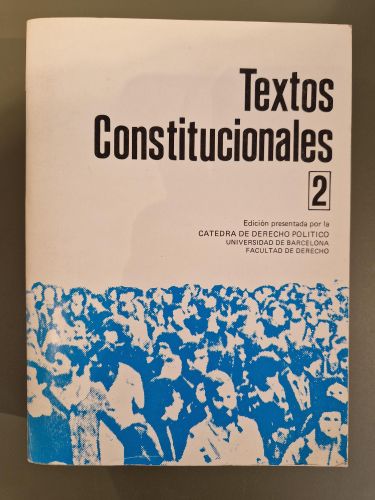 Textos
Constitucionales
2
Edición presentada por la
CATEDRA DE DERECHO POLITICO
UNIVERSIDAD DE BARCELONA
FACULTAD DE DERECHO